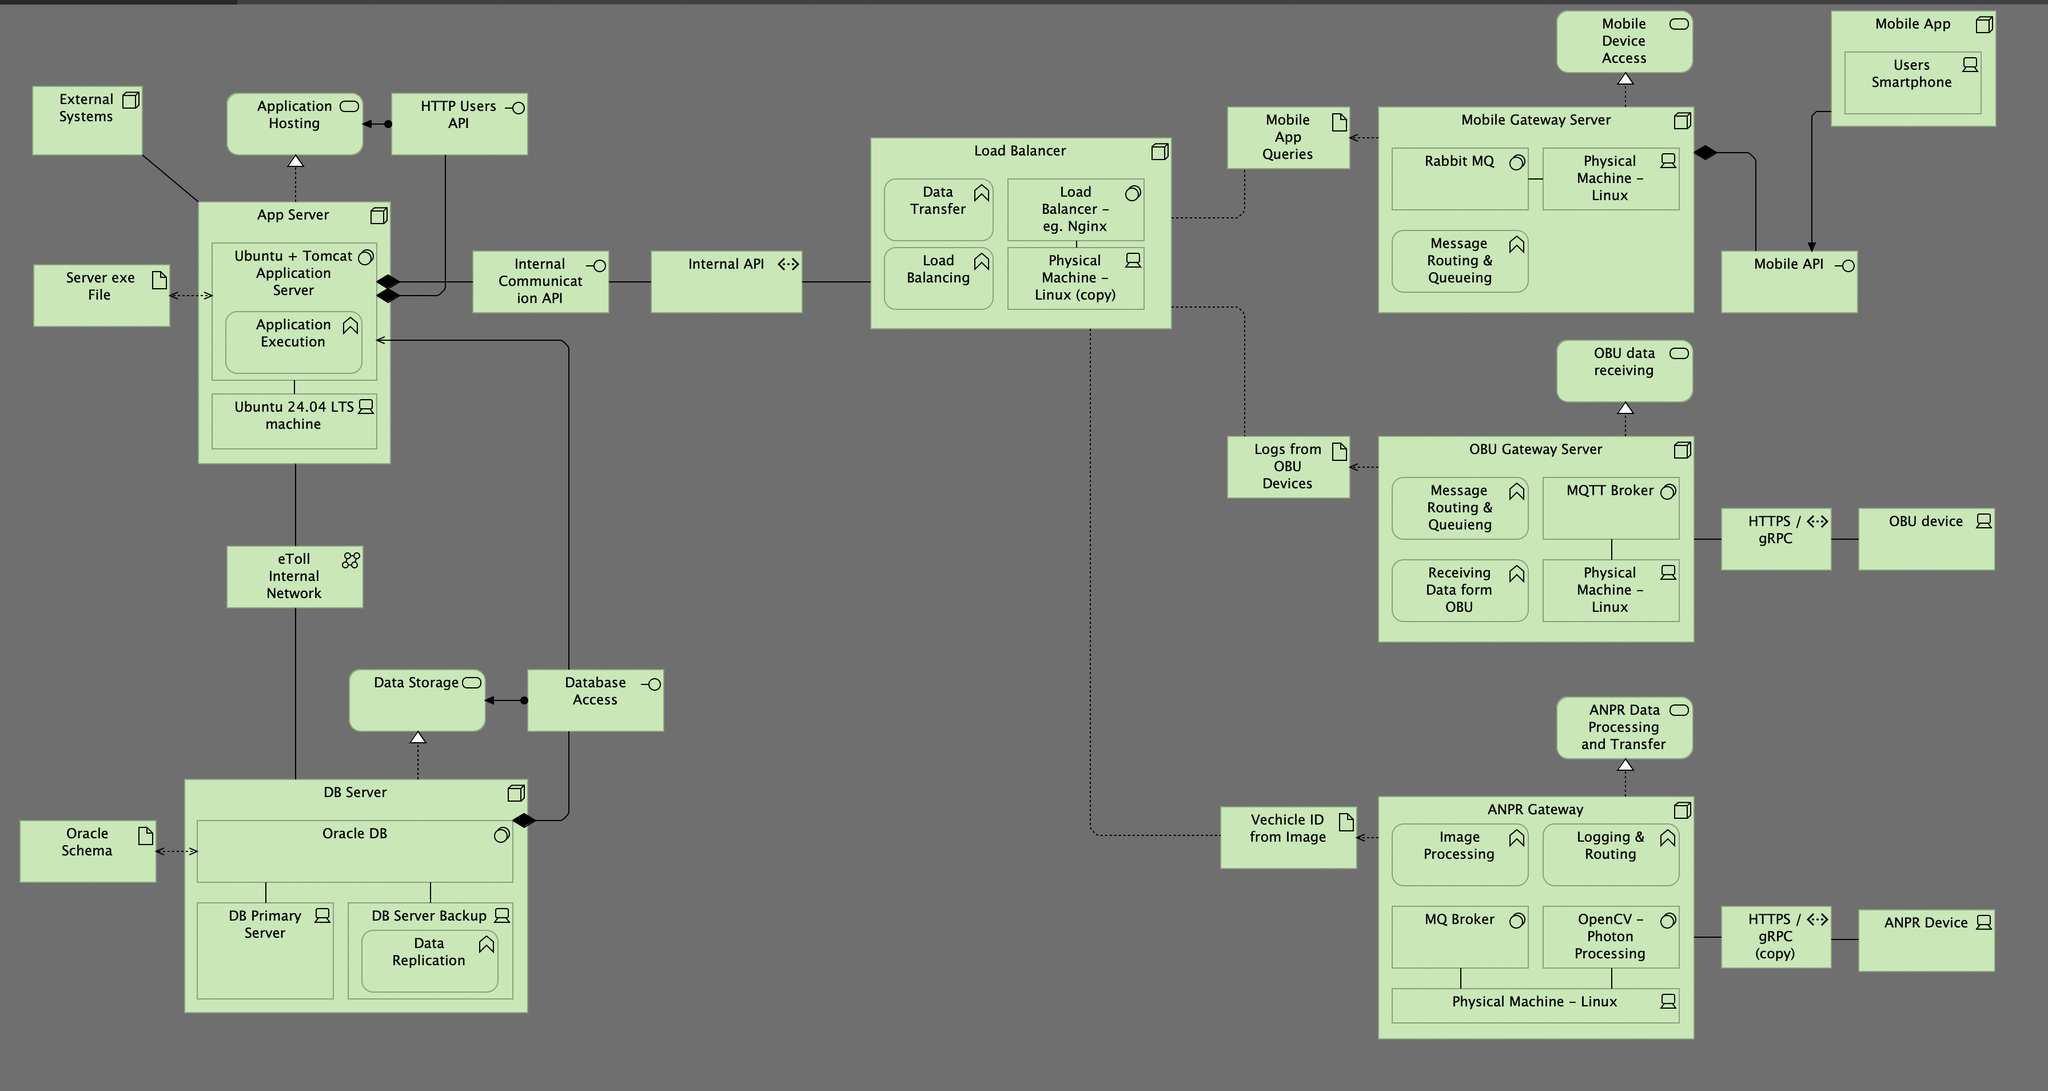 External
Systems
Application
Hosting
HTTP Users
API
App Server
Ubuntu + Tomcat
Application
Server
Application
Execution
Ubuntu 24.04 LTS
machine
Server exe
File
Internal
Communicat
ion API
Internal API
eToll
Internal
Network
Data Storage
Database
Access
DB Server
Oracle DB
Oracle
Schema
DB Primary
Server
DB Server Backup
Data
Replication
Load Balancer
Data
Transfer
Load
Balancer -
eg. Nginx
Load
Balancing
Physical
Machine -
Linux (copy)
Mobile
App
Queries
Mobile
Device
Access
Mobile Gateway Server
Rabbit MQ
Physical
Machine -
Linux
Message
Routing &
Queueing
Mobile App
Users
Smartphone
Mobile API
OBU data
receiving
Logs from
OBU
Devices
OBU Gateway Server
Message
Routing &
Queuieng
MQTT Broker
Receiving
Data form
OBU
Physical
Machine -
Linux
HTTPS /
gRPC
OBU device
ANPR Data
Processing
and Transfer
Vechicle ID
from Image
ANPR Gateway
Image
Processing
Logging &
Routing
MQ Broker
OpenCV -
Photon
Processing
Physical Machine - Linux
HTTPS /
gRPC
(copy)
ANPR Device